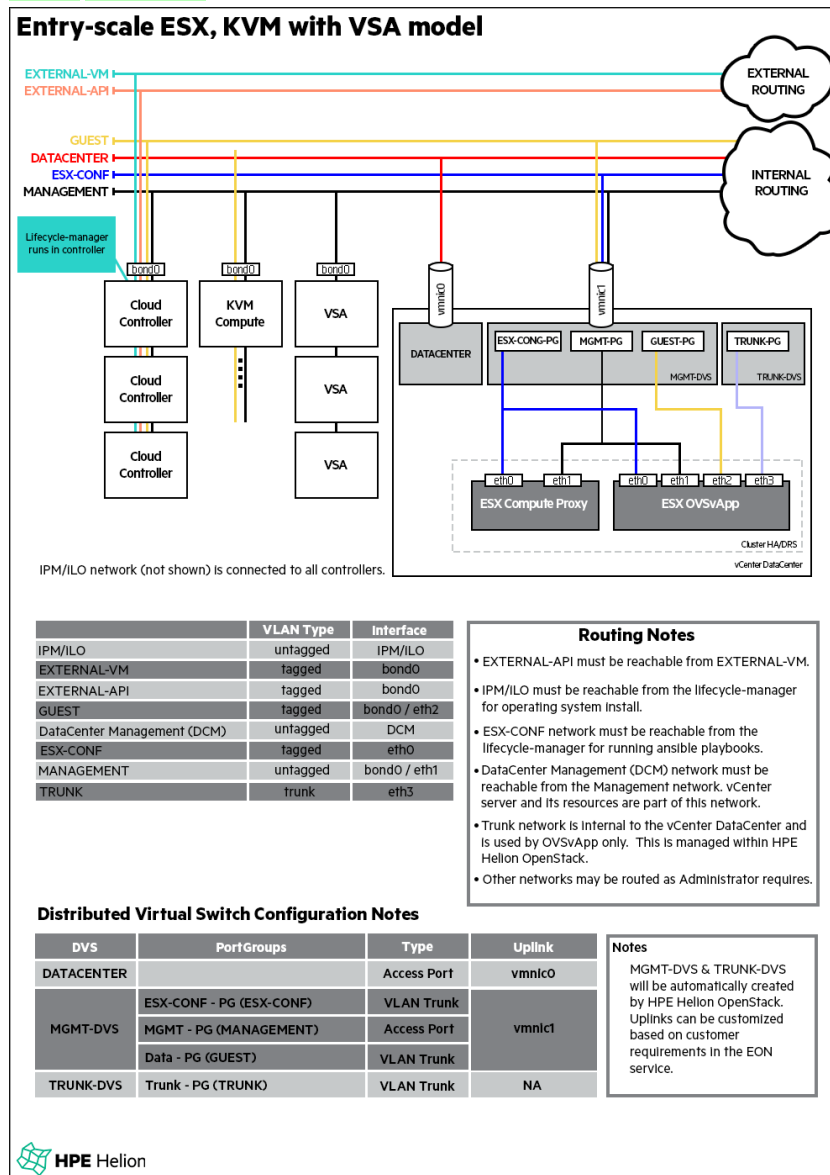 Entry-scale ESX, KVM with VSA model
EXTERNAL-VM
EXTERNAL-API
EXTERNAL
ROUTING
GUEST
DATACENTER
ESX-CONF
MANAGEMENT
INTERNAL
ROUTING
Lifecycle-manager
runs in controller
bond0
bond0
bond0
vmnic0
vmnic1
Cloud
Controller
KVM
Compute
VSA
Cloud
Controller
VSA
Cloud
Controller
VSA
DATACENTER
ESX-CONG-PG
MGMT-PG
GUEST-PG
TRUNK-PG
MGMT-DVS
TRUNK-DVS
eth0
eth1
eth0
eth1
eth2
eth3
ESX Compute Proxy
ESX OVSvApp
Cluster HA/DRS
vCenter DataCenter
IPM/ILO network (not shown) is connected to all controllers.
VLAN Type Interface
IPM/ILO untagged IPM/ILO
EXTERNAL-VM tagged bond0
EXTERNAL-API tagged bond0
GUEST tagged bond0 / eth2
DataCenter Management (DCM) untagged DCM
ESX-CONF tagged eth0
MANAGEMENT untagged bond0 / eth1
TRUNK trunk eth3
Routing Notes
• EXTERNAL-API must be reachable from EXTERNAL-VM.
• IPM/ILO must be reachable from the lifecycle-manager
for operating system install.
• ESX-CONF network must be reachable from the
lifecycle-manager for running ansible playbooks.
• DataCenter Management (DCM) network must be
reachable from the Management network. vCenter
server and its resources are part of this network.
• Trunk network is internal to the vCenter DataCenter and
is used by OVSvApp only. This is managed within HPE
Helion OpenStack.
• Other networks may be routed as Administrator requires.
Distributed Virtual Switch Configuration Notes
DVS PortGroups Type Uplink
DATACENTER Access Port vmnic0
MGMT-DVS
ESX-CONF - PG (ESX-CONF) VLAN Trunk
MGMT - PG (MANAGEMENT) Access Port
vmnic1
Data - PG (GUEST) VLAN Trunk
TRUNK-DVS Trunk - PG (TRUNK) VLAN Trunk NA
Notes
MGMT-DVS & TRUNK-DVS
will be automatically created
by HPE Helion OpenStack.
Uplinks can be customized
based on customer
requirements in the EON
service.
HPE Helion